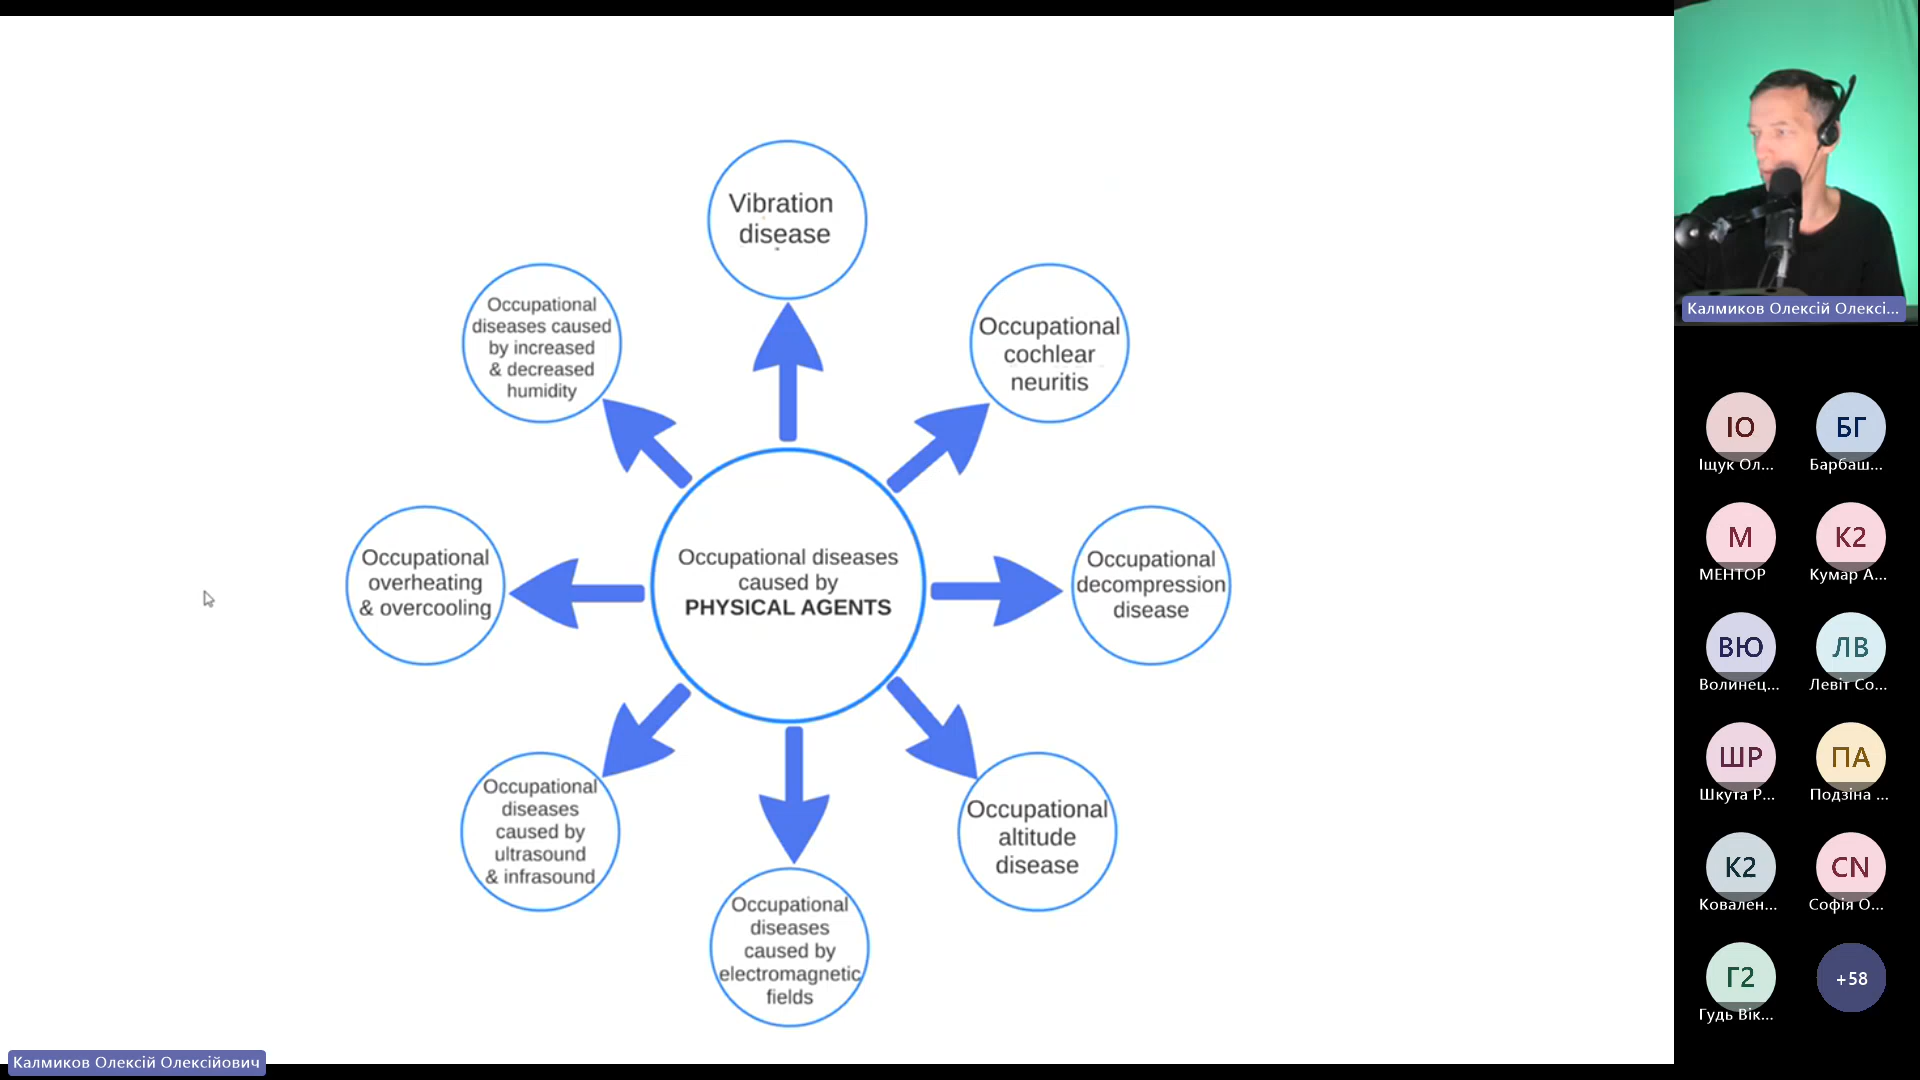 Vibration
disease
Occupational
diseases caused
by increased
& decreased
humidity
Occupational
cochlear
neuritis
Occupational
overheating
& overcooling
Occupational diseases
caused by
PHYSICAL AGENTS
Occupational
decompression
disease
Occupational
diseases
caused by
ultrasound
& infrasound
Occupational
altitude
disease
Occupational
diseases
caused by
electromagnetic
fields
Калмиков Олексій Олексійович
Калмиков Олексій Олексі...
ІО
Іщук Ол...
БГ
Барбаш...
М
МЕНТОР
К2
Кумар А...
ВЮ
Волинец...
ЛВ
Левіт Со...
ШР
Шкута Р...
ПА
Подзіна ...
К2
Ковален...
CN
Софія О...
Г2
Гудь Вік...
+58